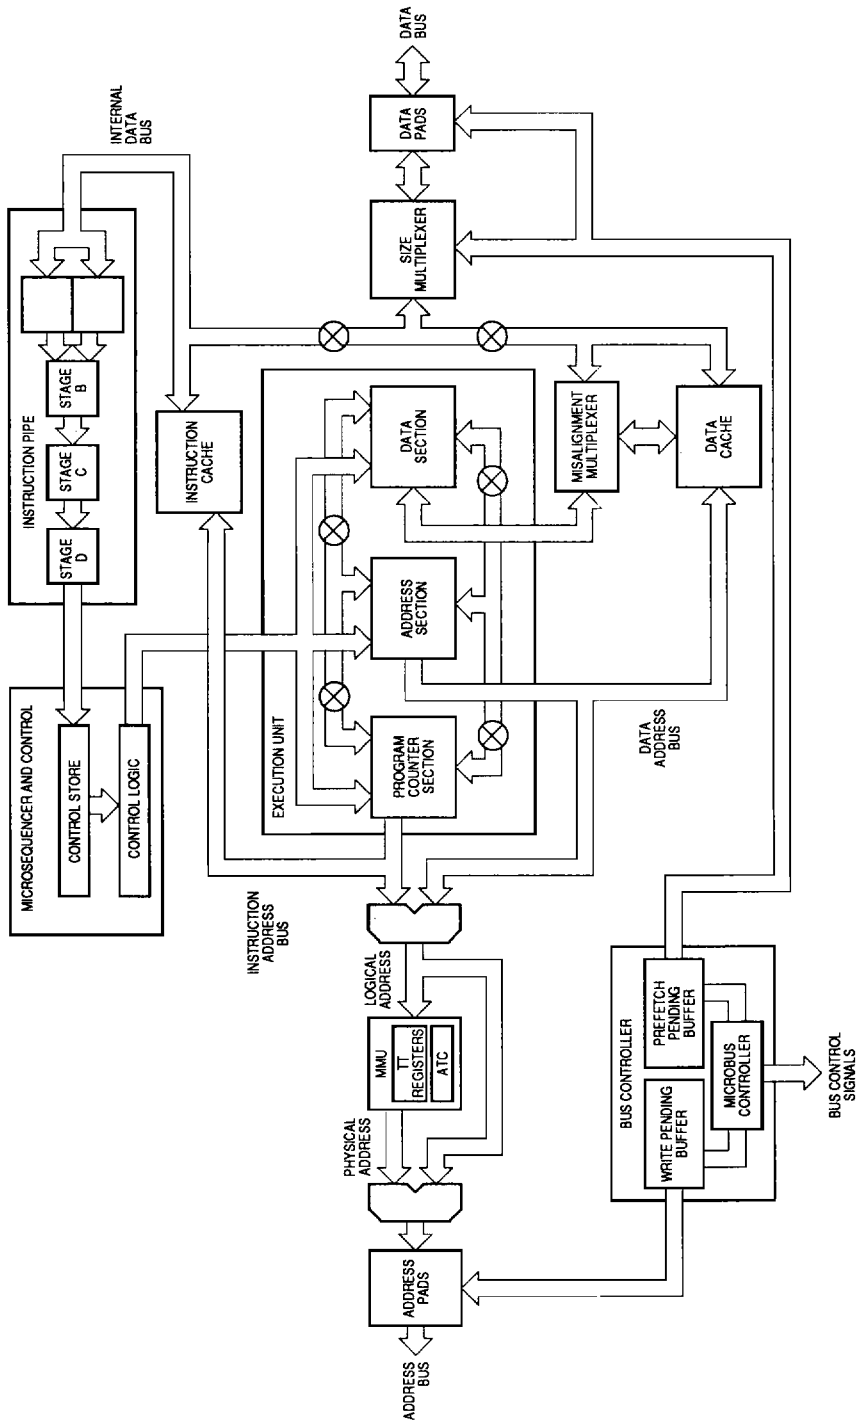 MICROSEQUENCER AND CONTROL
CONTROL STORE
CONTROL LOGIC
INSTRUCTION PIPE
STAGE
D
STAGE
C
STAGE
B
INTERNAL
DATA
BUS
INSTRUCTION
CACHE
INSTRUCTION
ADDRESS
BUS
EXECUTION UNIT
PROGRAM
COUNTER
SECTION
ADDRESS
SECTION
DATA
SECTION
SIZE
MULTIPLEXER
DATA
PADS
DATA
BUS
ADDRESS
BUS
ADDRESS
PADS
PHYSICAL
ADDRESS
MMU
TT
REGISTERS
ATC
LOGICAL
ADDRESS
MISALIGNMENT
MULTIPLEXER
DATA
CACHE
DATA
ADDRESS
BUS
BUS CONTROLLER
WRITE PENDING
BUFFER
PREFETCH
PENDING
BUFFER
MICROBUS
CONTROLLER
BUS CONTROL
SIGNALS